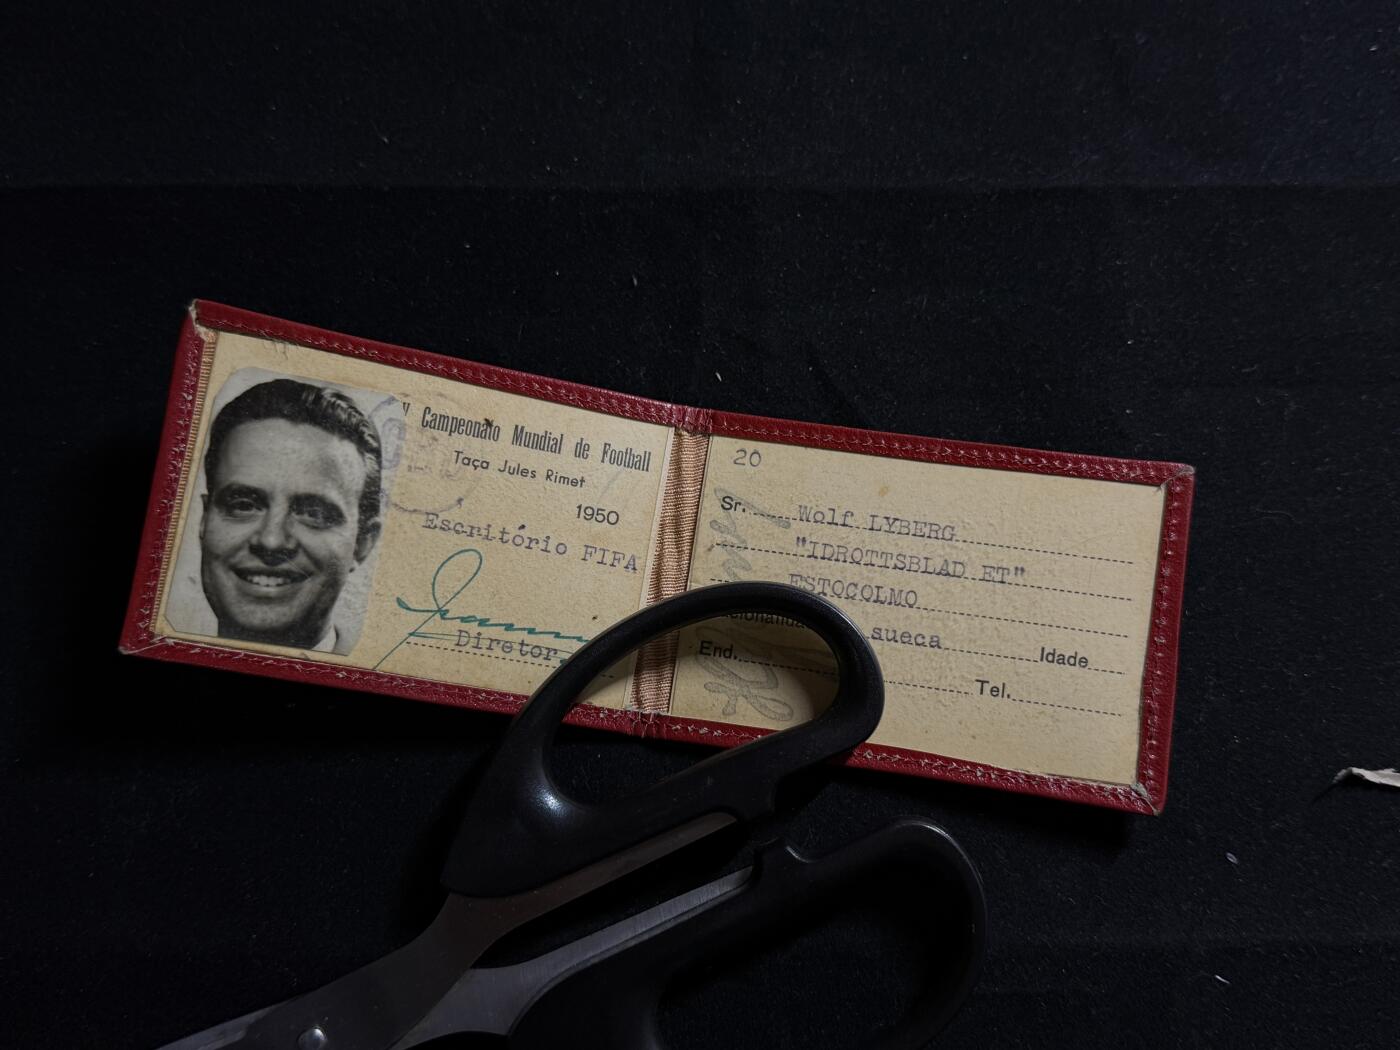 V Campeonato Mundial de Football
Taça Jules Rimet
1950
Escritório FIFA
Diretor
20
Sr. Wolf LYBERG
"IDROTTSBLAD ET"
ESTOCOLMO
sueca Idade
End.
Tel.